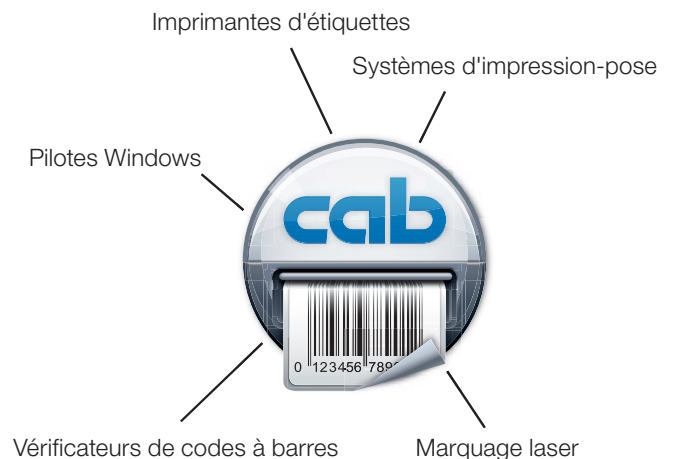 Imprimantes d'étiquettes
Systèmes d'impression-pose
Pilotes Windows
cab
0 123456 789
Vérificateurs de codes à barres
Marquage laser